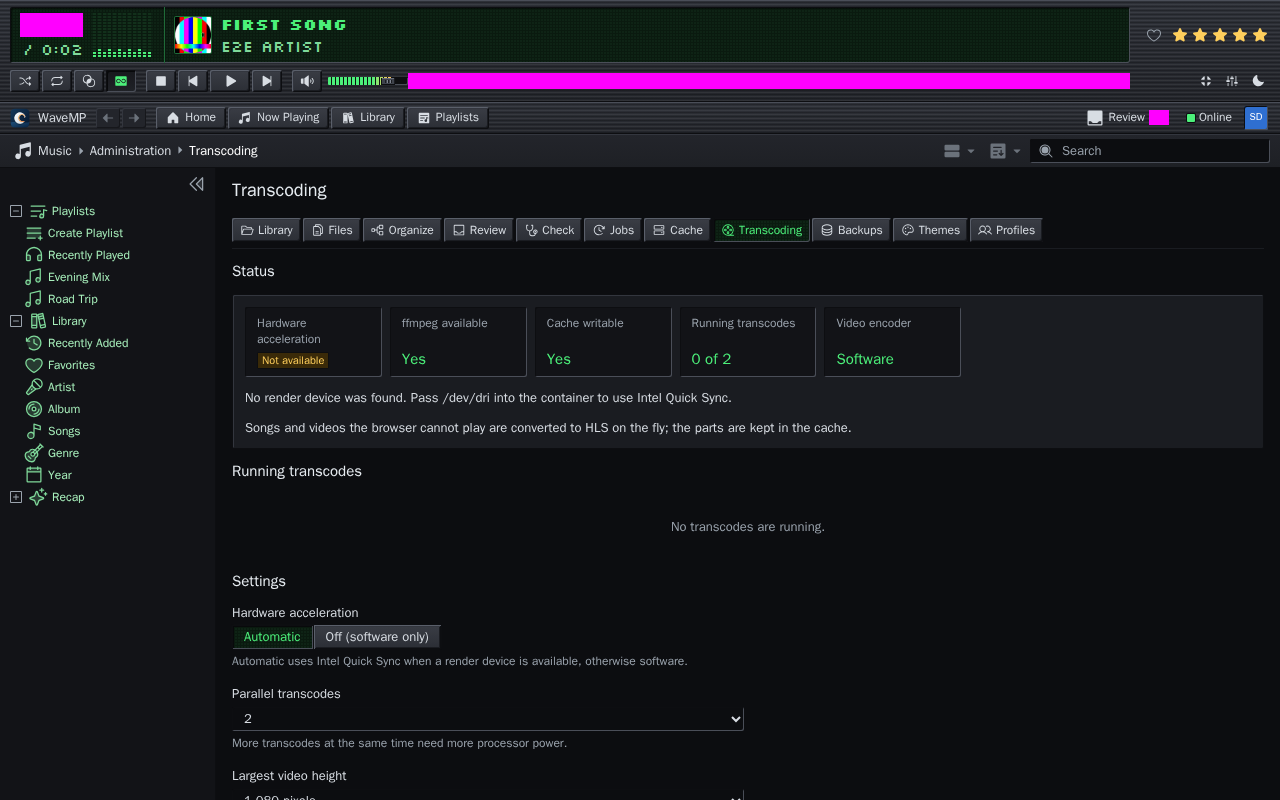 FIRST SONG
/ 0:02
E2E ARTIST
WaveMP
Home
Now Playing
Library
Playlists
Review
Online
SD
Music
Administration
Transcoding
Search
Transcoding
Playlists
Create Playlist
Recently Played
Evening Mix
Road Trip
Library
Recently Added
Favorites
Artist
Album
Songs
Genre
Year
Recap
Library
Files
Organize
Review
Check
Jobs
Cache
Transcoding
Backups
Themes
Profiles
Status
Hardware
acceleration
Not available
ffmpeg available
Yes
Cache writable
Yes
Running transcodes
0 of 2
Video encoder
Software
No render device was found. Pass /dev/dri into the container to use Intel Quick Sync.
Songs and videos the browser cannot play are converted to HLS on the fly; the parts are kept in the cache.
Running transcodes
No transcodes are running.
Settings
Hardware acceleration
Automatic
Off (software only)
Automatic uses Intel Quick Sync when a render device is available, otherwise software.
Parallel transcodes
2
More transcodes at the same time need more processor power.
Largest video height
1,080 pixels